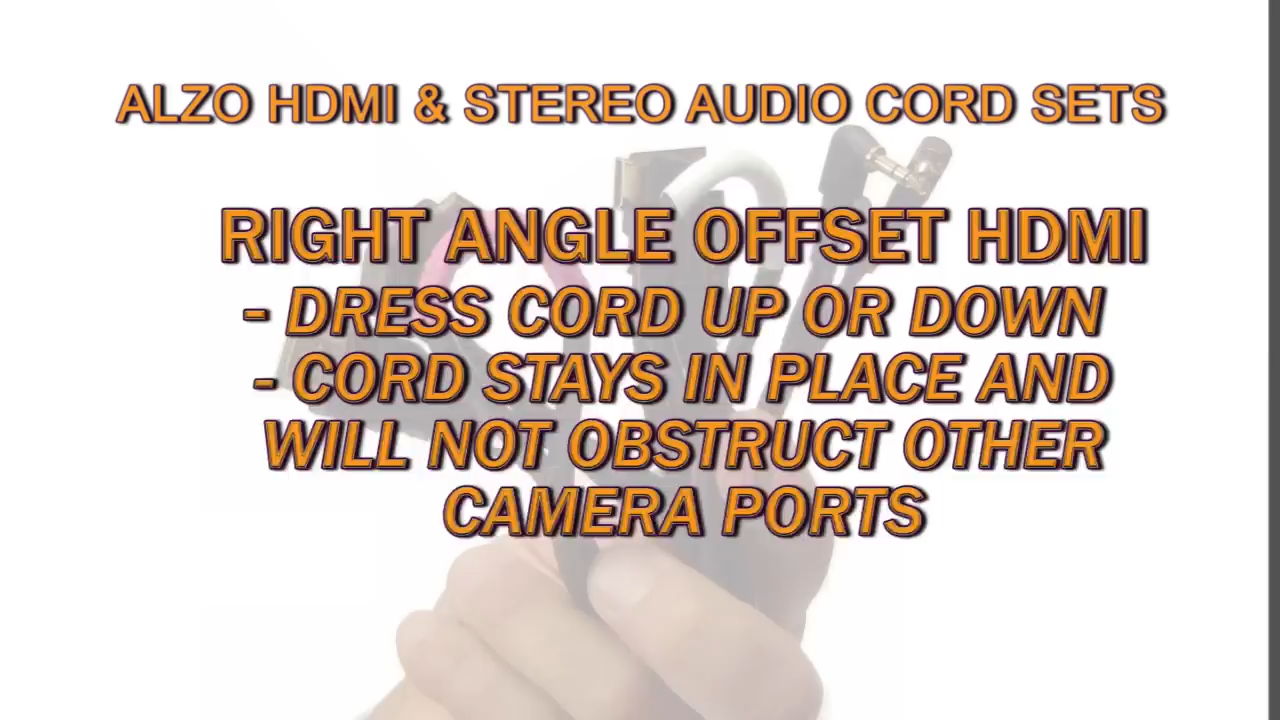 ALZO HDMI & STEREO AUDIO CORD SETS
RIGHT ANGLE OFFSET HDMI
- DRESS CORD UP OR DOWN
- CORD STAYS IN PLACE AND
WILL NOT OBSTRUCT OTHER
CAMERA PORTS